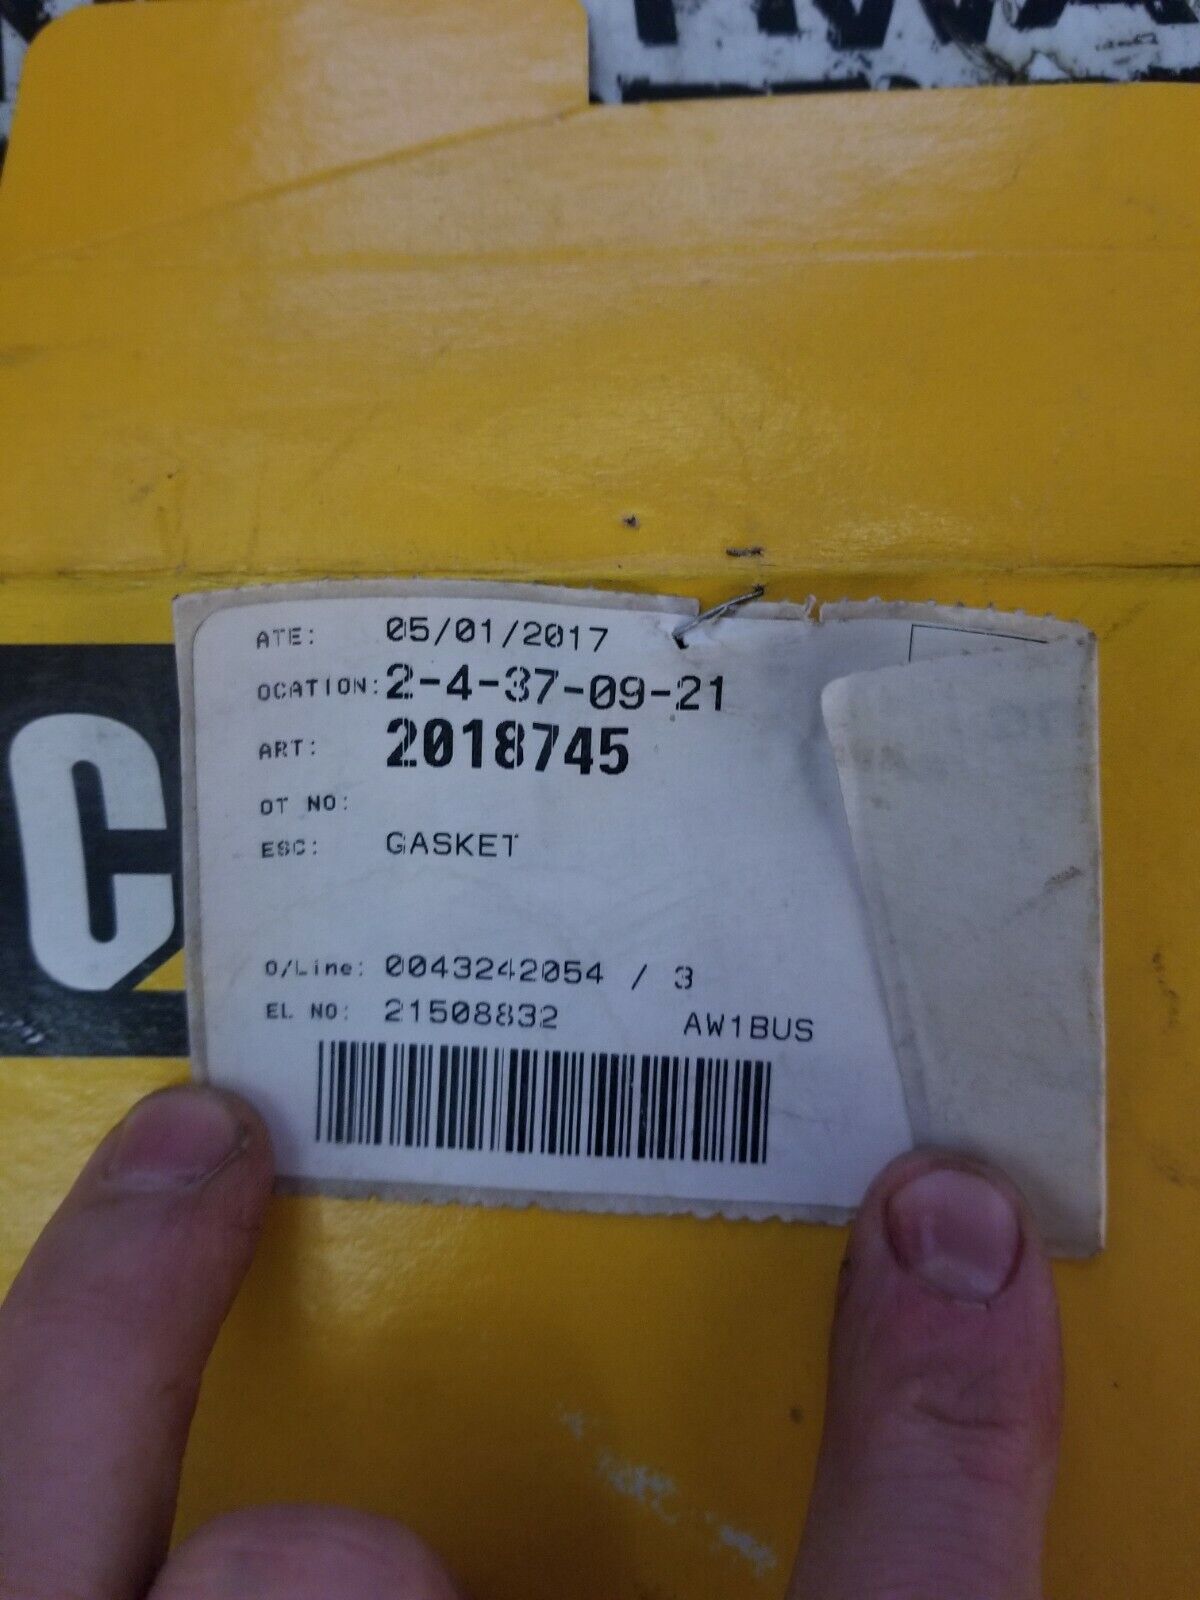 ATE: 05/01/2017
OCATION: 2-4-37-09-21
ART: 2018745
OT NO:
ESC: GASKET
O/Line: 0043242054 / 3
EL NO: 21508832 AW1BUS
C